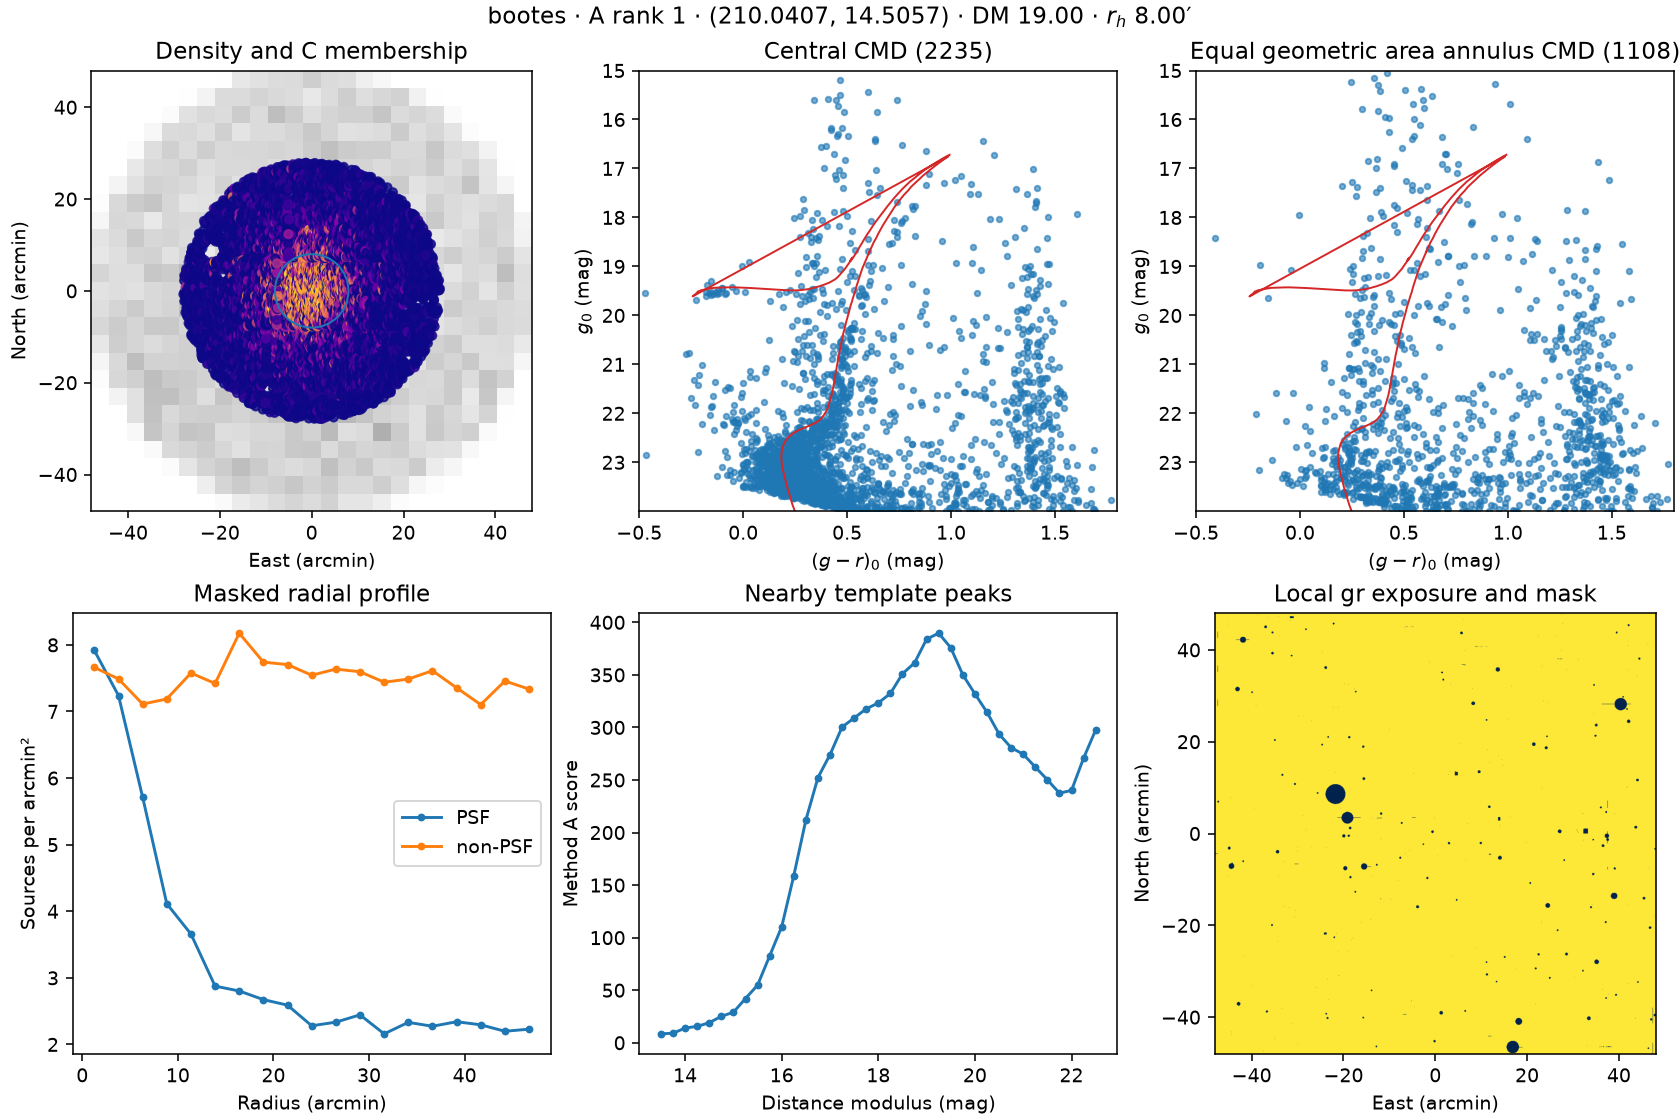 bootes · A rank 1 · (210.0407, 14.5057) · DM 19.00 · r_h 8.00′
Density and C membership
40
20
0
−20
−40
−40 −20 0 20 40
North (arcmin)
East (arcmin)
Central CMD (2235)
15
16
17
18
19
20
21
22
23
−0.5 0.0 0.5 1.0 1.5
g₀ (mag)
(g − r)₀ (mag)
Equal geometric area annulus CMD (1108)
15
16
17
18
19
20
21
22
23
−0.5 0.0 0.5 1.0 1.5
g₀ (mag)
(g − r)₀ (mag)
Masked radial profile
8
7
6
5
4
3
2
0 10 20 30 40
Sources per arcmin²
Radius (arcmin)
PSF
non-PSF
Nearby template peaks
400
350
300
250
200
150
100
50
0
14 16 18 20 22
Method A score
Distance modulus (mag)
Local gr exposure and mask
40
20
0
−20
−40
−40 −20 0 20 40
North (arcmin)
East (arcmin)